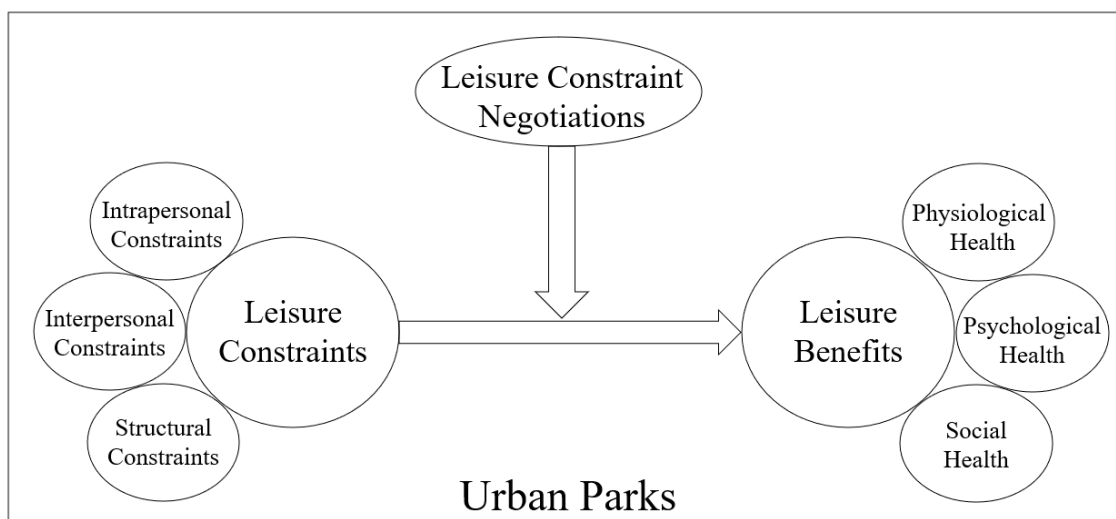 Leisure Constraint
Negotiations
Intrapersonal
Constraints
Interpersonal
Constraints
Structural
Constraints
Leisure
Constraints
Leisure
Benefits
Physiological
Health
Psychological
Health
Social
Health
Urban Parks